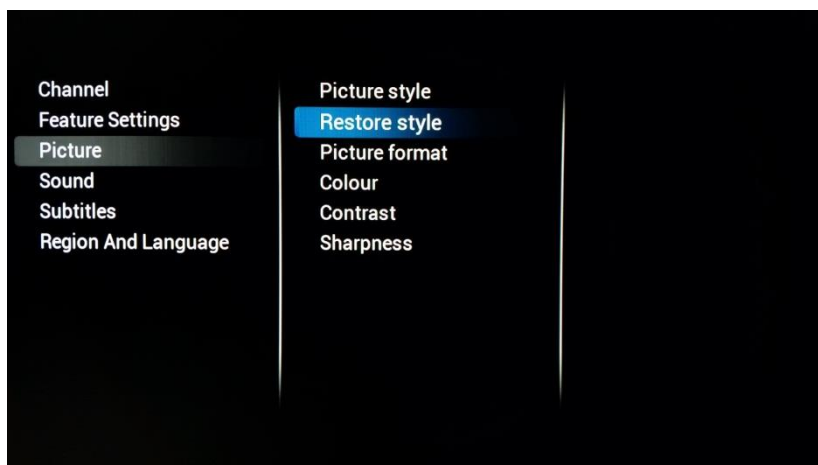 Channel
Feature Settings
Picture
Sound
Subtitles
Region And Language
Picture style
Restore style
Picture format
Colour
Contrast
Sharpness